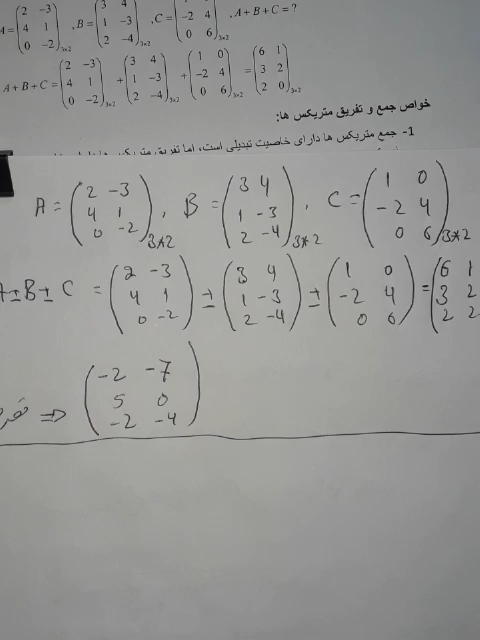 A = (2 -3; 4 1; 0 -2)3×2 , B = (3 4; 1 -3; 2 -4)3×2 , C = (1 0; -2 4; 0 6)3×2 , A + B + C = ?
A + B + C = (2 -3; 4 1; 0 -2)3×2 + (3 4; 1 -3; 2 -4)3×2 + (1 0; -2 4; 0 6)3×2 = (6 1; 3 2; 2 0)3×2
خواص جمع و تفریق متریکس ها:
1- جمع متریکس ها دارای خاصیت تبدیلی است، اما تفریق متریکس
A = (2 -3; 4 1; 0 -2)3*2 , B = (3 4; 1 -3; 2 -4)3*2 , C = (1 0; -2 4; 0 6)3*2
A ± B ± C = (2 -3; 4 1; 0 -2) ± (3 4; 1 -3; 2 -4) ± (1 0; -2 4; 0 6) = (6 1; 3 2; 2 2
⇒ (-2 -7; 5 0; -2 -4)